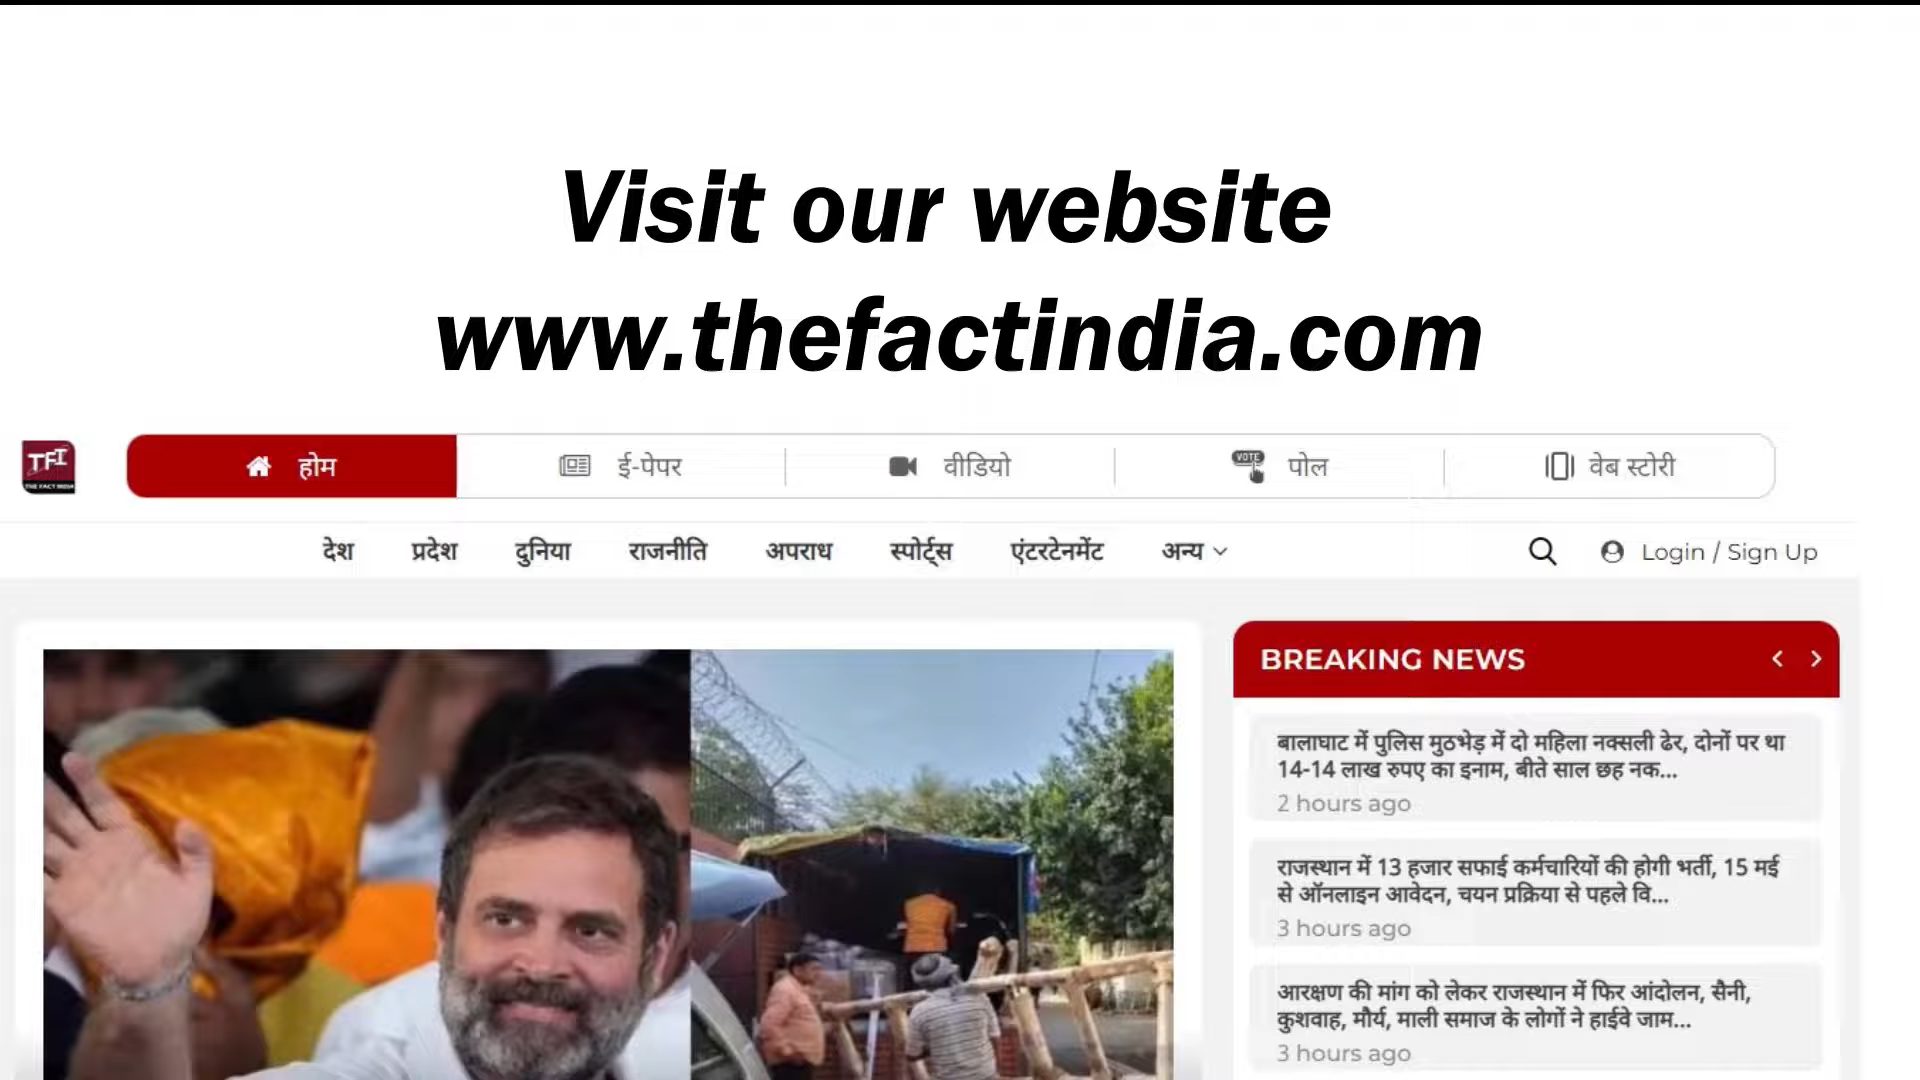 Visit our website
www.thefactindia.com
TFI
THE FACT INDIA
होम
ई-पेपर
वीडियो
VOTE
पोल
वेब स्टोरी
देश
प्रदेश
दुनिया
राजनीति
अपराध
स्पोर्ट्स
एंटरटेनमेंट
अन्य
Login / Sign Up
BREAKING NEWS
बालाघाट में पुलिस मुठभेड़ में दो महिला नक्सली ढेर, दोनों पर था
14-14 लाख रुपए का इनाम, बीते साल छह नक...
2 hours ago
राजस्थान में 13 हजार सफाई कर्मचारियों की होगी भर्ती, 15 मई
से ऑनलाइन आवेदन, चयन प्रक्रिया से पहले वि...
3 hours ago
आरक्षण की मांग को लेकर राजस्थान में फिर आंदोलन, सैनी,
कुशवाह, मौर्य, माली समाज के लोगों ने हाईवे जाम...
3 hours ago